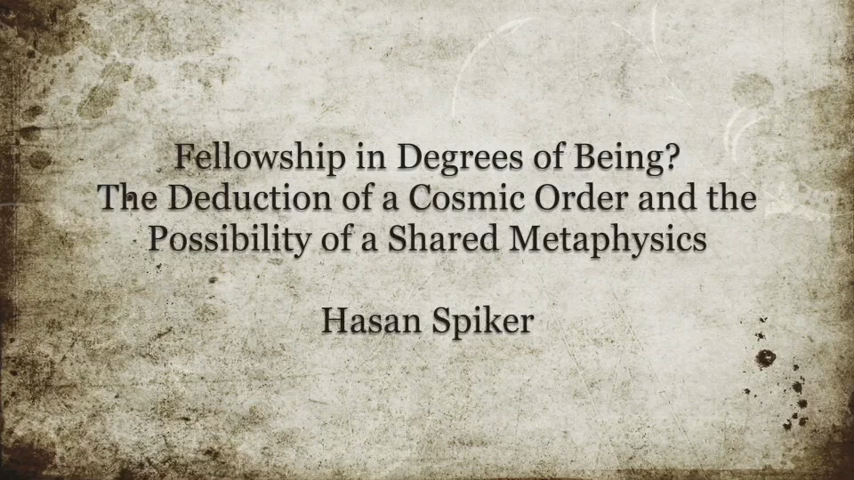 Fellowship in Degrees of Being?
The Deduction of a Cosmic Order and the
Possibility of a Shared Metaphysics
Hasan Spiker